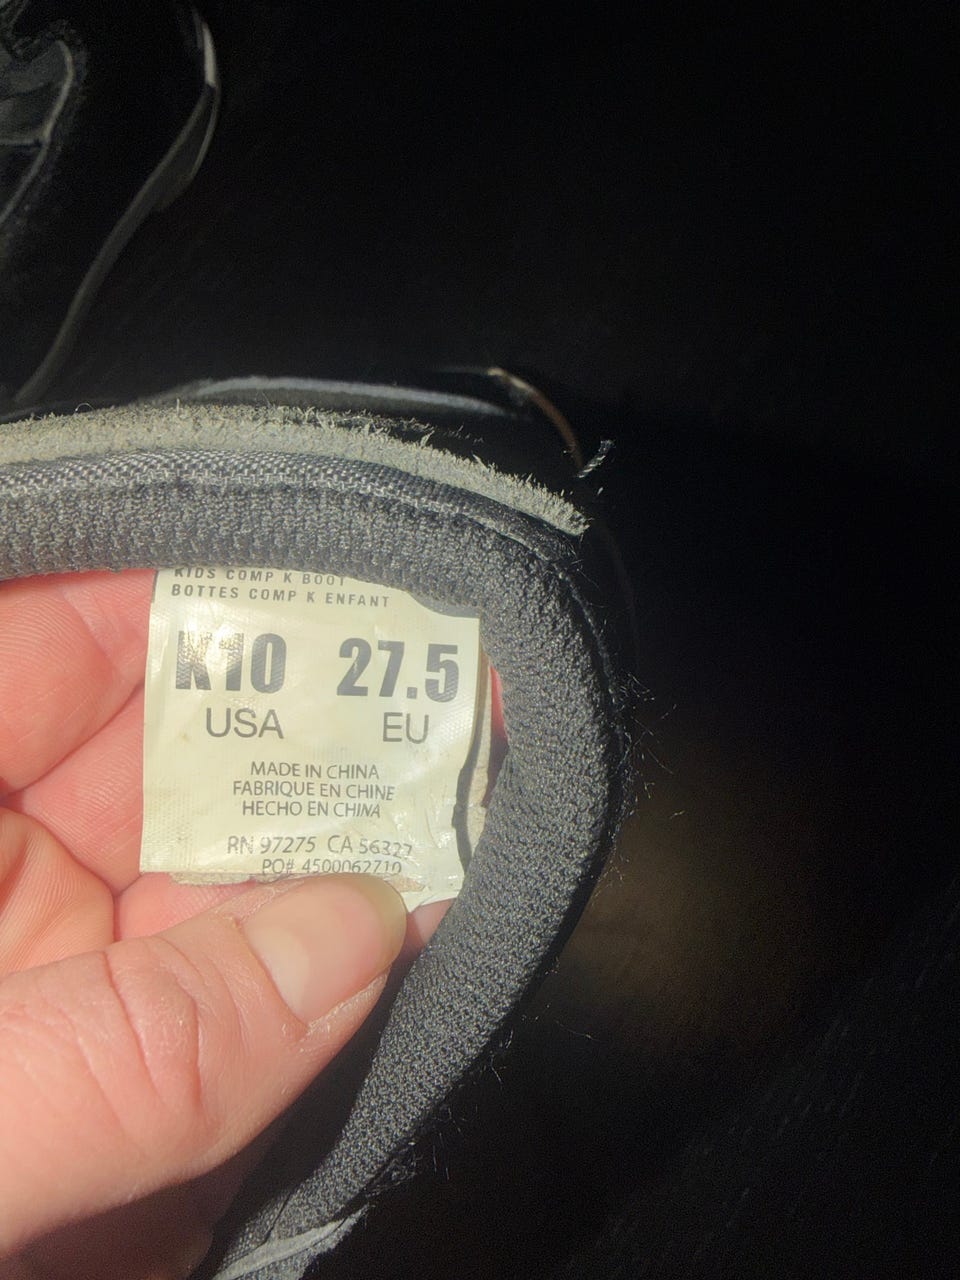 KIDS COMP K BOOT
BOTTES COMP K ENFANT
K10 27.5
USA EU
MADE IN CHINA
FABRIQUE EN CHINE
HECHO EN CHINA
RN 97275 CA 56327
PO# 4500062710